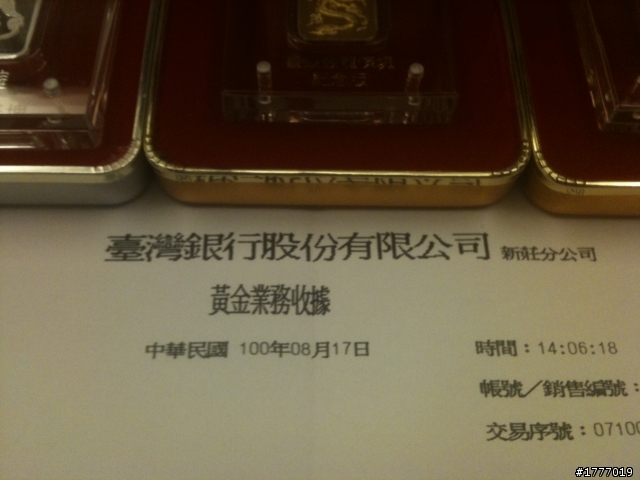 臺灣銀行股份有限公司 新莊分公司
黃金業務收據
中華民國 100年08月17日
時間：14:06:18
帳號／銷售編號：
交易序號：07100
#1777019